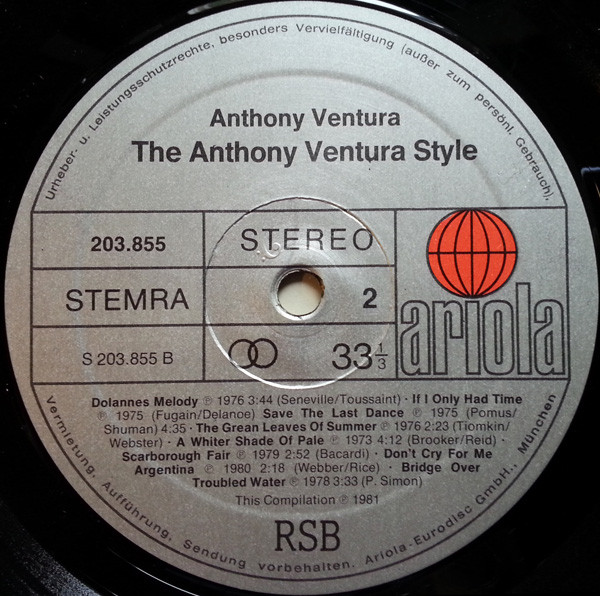 Urheber- u. Leistungsschutzrechte, besonders Vervielfältigung (außer zum persönl. Gebrauch),
Anthony Ventura
The Anthony Ventura Style
203.855
STEREO
STEMRA
2
ariola
S 203.855 B
33 1/3
Dolannes Melody ℗ 1976 3:44 (Seneville/Toussaint) · If I Only Had Time
℗ 1975 (Fugain/Delanoe) Save The Last Dance ℗ 1975 (Pomus/
Shuman) 4:35 · The Grean Leaves Of Summer ℗ 1976 2:23 (Tiomkin/
Webster) · A Whiter Shade Of Pale ℗ 1973 4:12 (Brooker/Reid) ·
Scarborough Fair ℗ 1979 2:52 (Bacardi) · Don't Cry For Me
Argentina ℗ 1980 2:18 (Webber/Rice) · Bridge Over
Troubled Water ℗ 1978 3:33 (P. Simon)
This Compilation ℗ 1981
RSB
Vermietung, Aufführung, Sendung vorbehalten. Ariola-Eurodisc GmbH., München